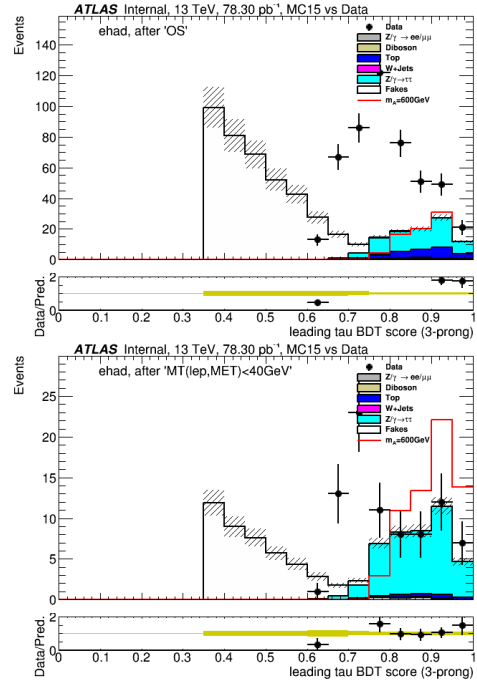 ATLAS Internal, 13 TeV, 78.30 pb⁻¹, MC15 vs Data
Events
ehad, after 'OS'
Data
Z/γ → ee/μμ
Diboson
Top
W+Jets
Z/γ→ττ
Fakes
m_A=600GeV
140
120
100
80
60
40
20
0
Data/Pred.
2
0
0 0.1 0.2 0.3 0.4 0.5 0.6 0.7 0.8 0.9 1
leading tau BDT score (3-prong)
ATLAS Internal, 13 TeV, 78.30 pb⁻¹, MC15 vs Data
Events
ehad, after 'MT(lep,MET)<40GeV'
Data
Z/γ → ee/μμ
Diboson
Top
W+Jets
Z/γ→ττ
Fakes
m_A=600GeV
25
20
15
10
5
0
Data/Pred.
2
0
0 0.1 0.2 0.3 0.4 0.5 0.6 0.7 0.8 0.9 1
leading tau BDT score (3-prong)